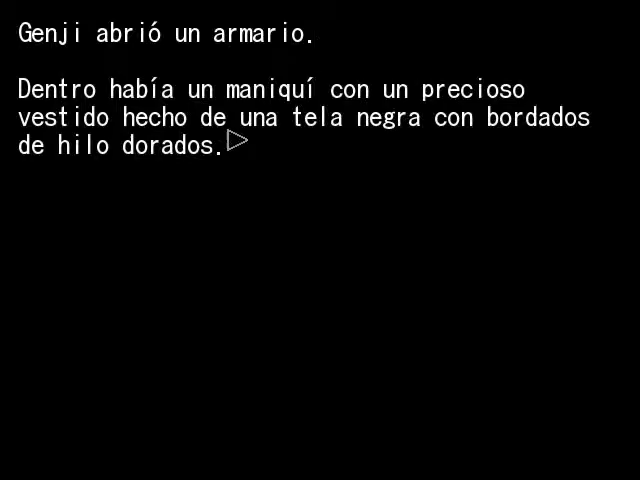 Genji abrió un armario.
Dentro había un maniquí con un precioso
vestido hecho de una tela negra con bordados
de hilo dorados.